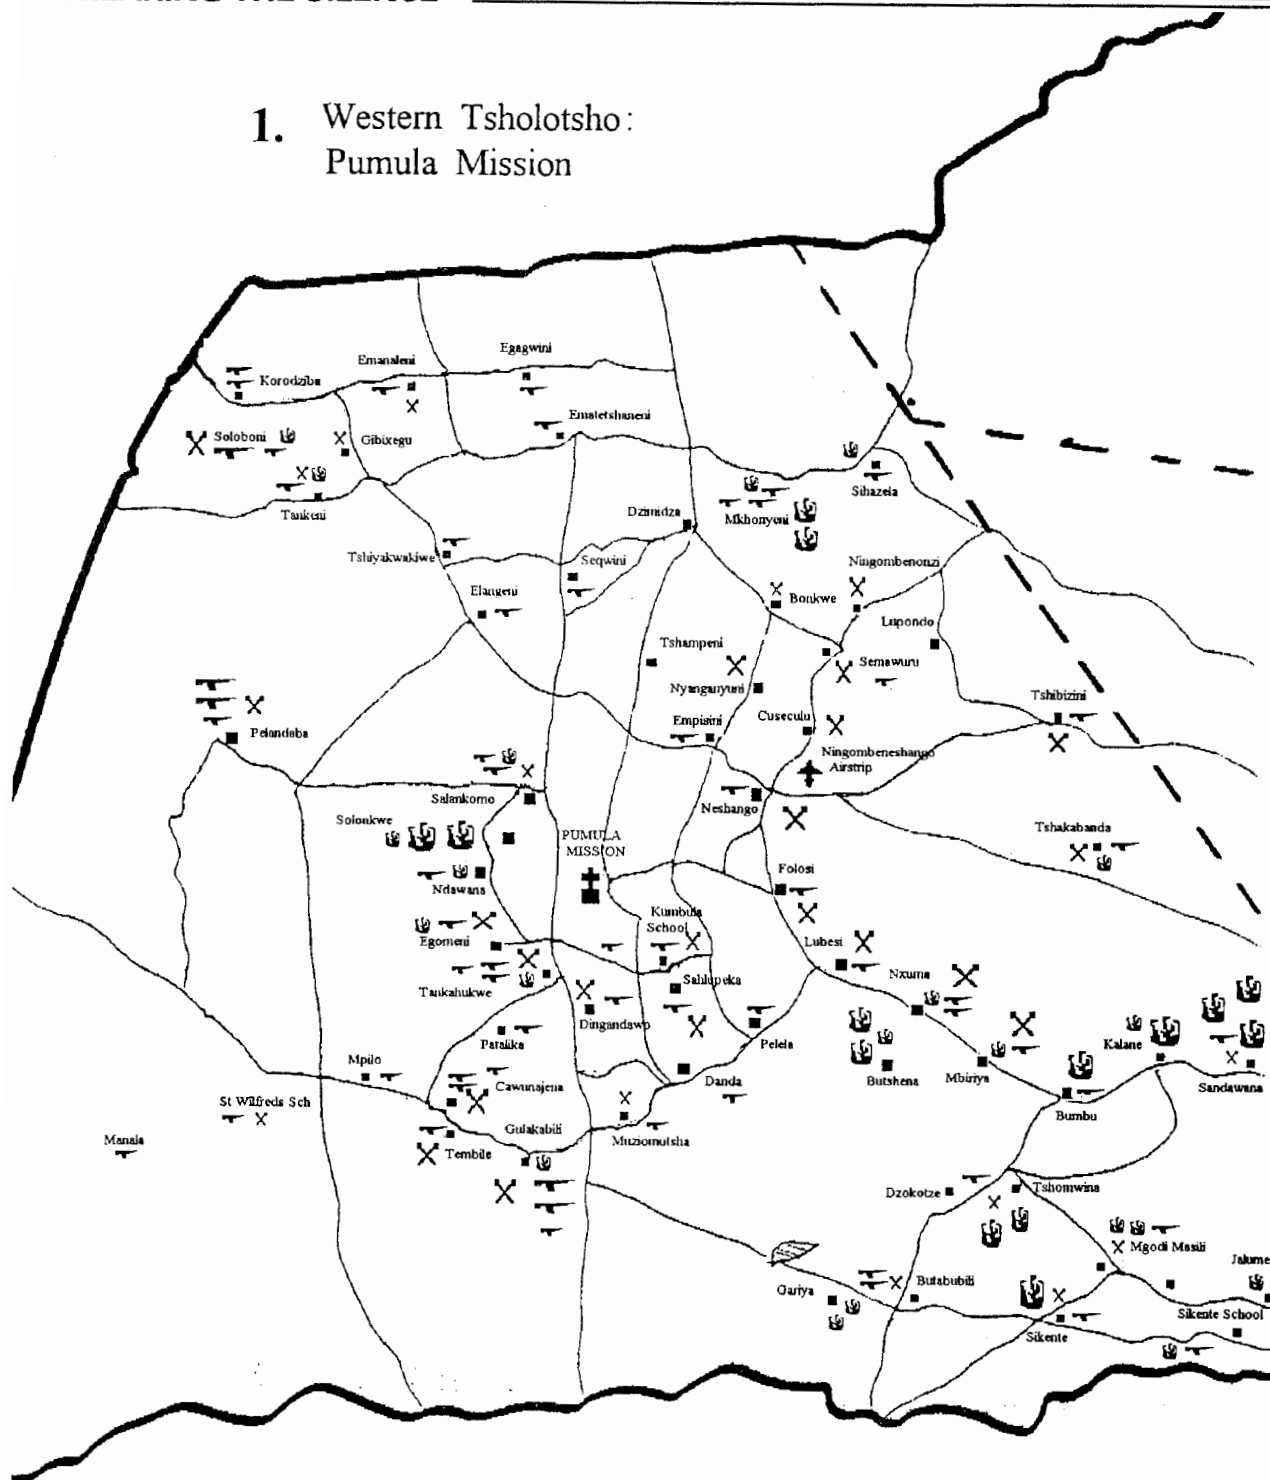 1. Western Tsholotsho:
Pumula Mission
Egagwini
Emanaleni
Korodziba
Ematetshaneni
Soloboni
Gibixegu
Sihazela
Tankeni
Dzimidza
Mkhonyeni
Tshiyakwakiwe
Seqwini
Ningombenonzi
Elangeni
Bonkwe
Lupondo
Tshampeni
Semawuru
Nyanganyuni
Tshibizini
Empisini
Cuseculu
Pelandaba
Ningombeneshango
Airstrip
Salankomo
Neshango
Solonkwe
PUMULA
MISSION
Tshakabanda
Ndawana
Folosi
Kumbula
School
Egomeni
Lubesi
Nxuma
Tankahukwe
Sahlupeka
Dingandawo
Patalika
Pelela
Kalane
Mpilo
Butshena
Mbiriya
Sandawana
Cawunajena
Danda
St Wilfreds Sch
Bumbu
Gulakabili
Muziomutsha
Manala
Tembile
Dzokotze
Tshomwina
Mgodi Masili
Jalume
Gariya
Butabubili
Sikente School
Sikente